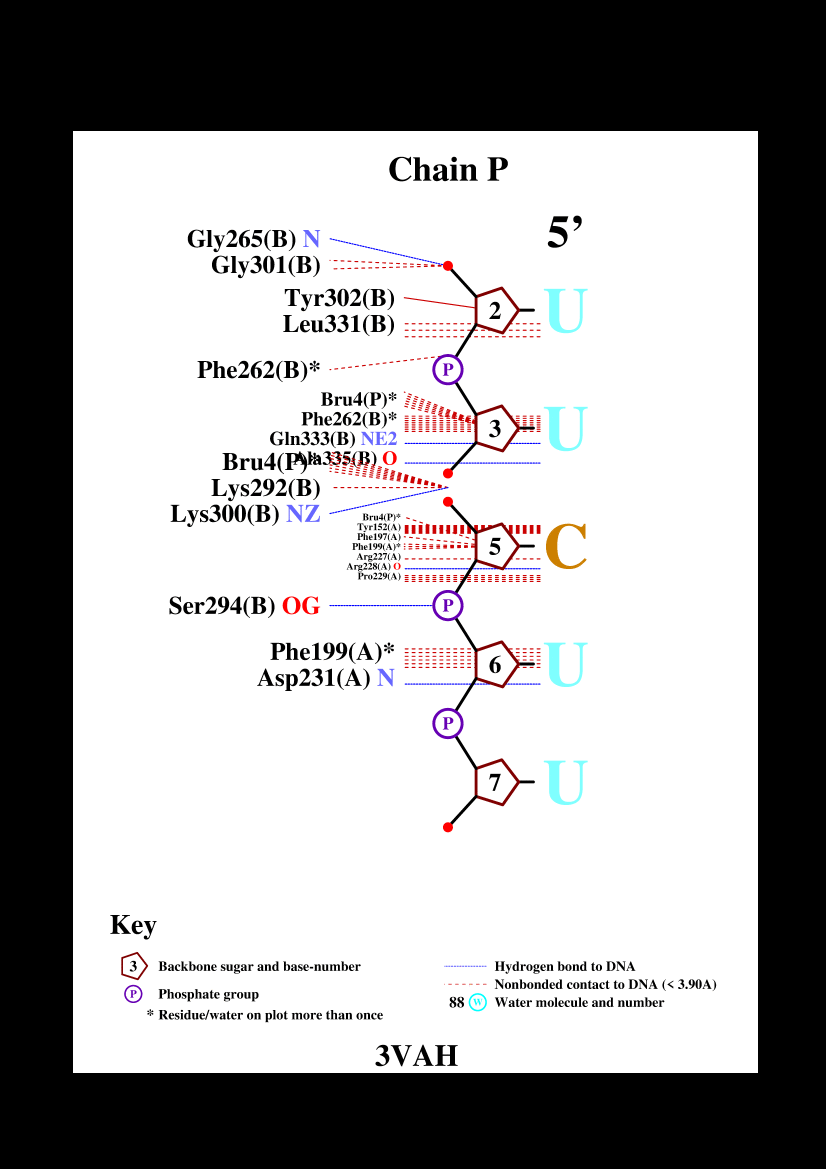 Chain P
5’
Gly265(B) N
Gly301(B)
Tyr302(B)
2 U
Leu331(B)
Phe262(B)*
P
Bru4(P)*
Phe262(B)*
3 U
Gln333(B) NE2
Ala335(B) O
Bru4(P)*
Lys292(B)
Lys300(B) NZ
Bru4(P)*
Tyr152(A)
Phe197(A)
Phe199(A)*
5 C
Arg227(A)
Arg228(A) O
Pro229(A)
Ser294(B) OG
P
Phe199(A)*
6 U
Asp231(A) N
P
7 U
Key
3 Backbone sugar and base-number
P Phosphate group
* Residue/water on plot more than once
Hydrogen bond to DNA
Nonbonded contact to DNA (< 3.90A)
88 W Water molecule and number
3VAH